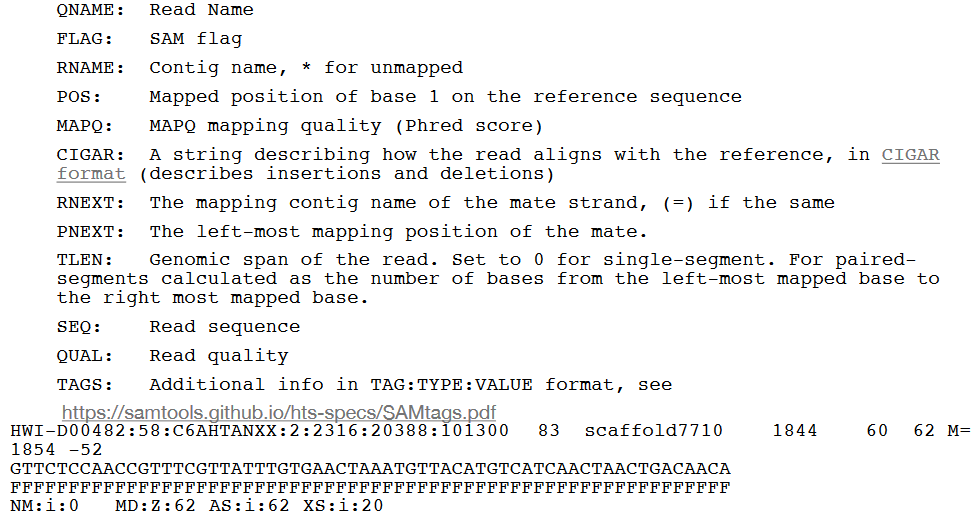 QNAME: Read Name
FLAG: SAM flag
RNAME: Contig name, * for unmapped
POS: Mapped position of base 1 on the reference sequence
MAPQ: MAPQ mapping quality (Phred score)
CIGAR: A string describing how the read aligns with the reference, in CIGAR
format (describes insertions and deletions)
RNEXT: The mapping contig name of the mate strand, (=) if the same
PNEXT: The left-most mapping position of the mate.
TLEN: Genomic span of the read. Set to 0 for single-segment. For paired-
segments calculated as the number of bases from the left-most mapped base to
the right most mapped base.
SEQ: Read sequence
QUAL: Read quality
TAGS: Additional info in TAG:TYPE:VALUE format, see
https://samtools.github.io/hts-specs/SAMtags.pdf
HWI-D00482:58:C6AHTANXX:2:2316:20388:101300 83 scaffold7710 1844 60 62 M=
1854 -52
GTTCTCCAACCGTTTCGTTATTTGTGAACTAAATGTTACATGTCATCAACTAACTGACAACA
FFFFFFFFFFFFFFFFFFFFFFFFFFFFFFFFFFFFFFFFFFFFFFFFFFFFFFFFFFFFFF
NM:i:0 MD:Z:62 AS:i:62 XS:i:20